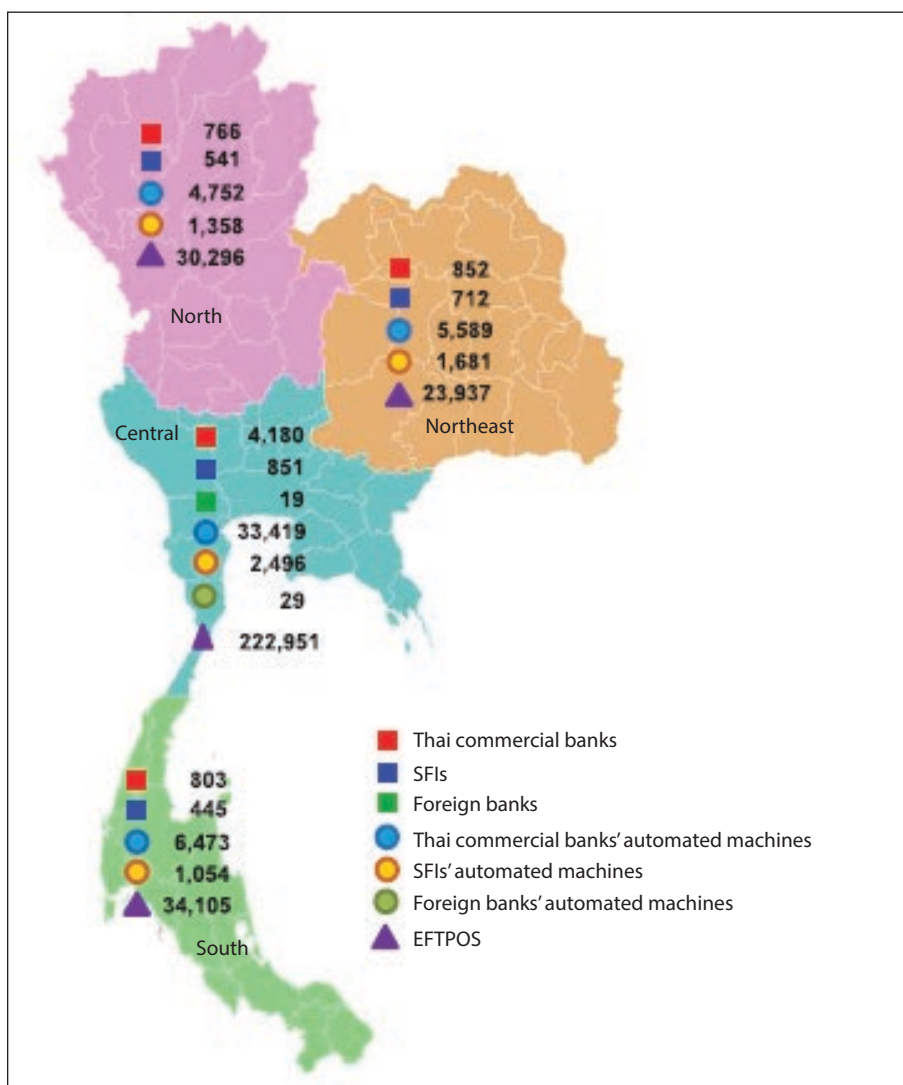 766
541
4,752
1,358
30,296
North
852
712
5,589
1,681
23,937
Northeast
Central
4,180
851
19
33,419
2,496
29
222,951
803
445
6,473
1,054
34,105
South
Thai commercial banks
SFIs
Foreign banks
Thai commercial banks' automated machines
SFIs' automated machines
Foreign banks' automated machines
EFTPOS